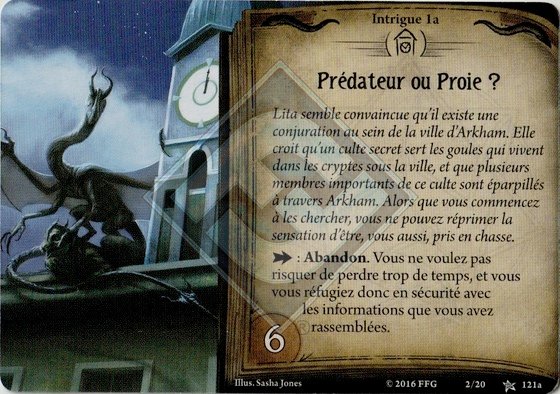 Intrigue 1a
Prédateur ou Proie ?
Lita semble convaincue qu'il existe une
conjuration au sein de la ville d'Arkham. Elle
croit qu'un culte secret sert les goules qui vivent
dans les cryptes sous la ville, et que plusieurs
membres importants de ce culte sont éparpillés
à travers Arkham. Alors que vous commencez
à les chercher, vous ne pouvez réprimer la
sensation d'être, vous aussi, pris en chasse.
: Abandon. Vous ne voulez pas
risquer de perdre trop de temps, et vous
vous réfugiez donc en sécurité avec
les informations que vous avez
rassemblées.
6
Illus. Sasha Jones
© 2016 FFG
2/20
121a